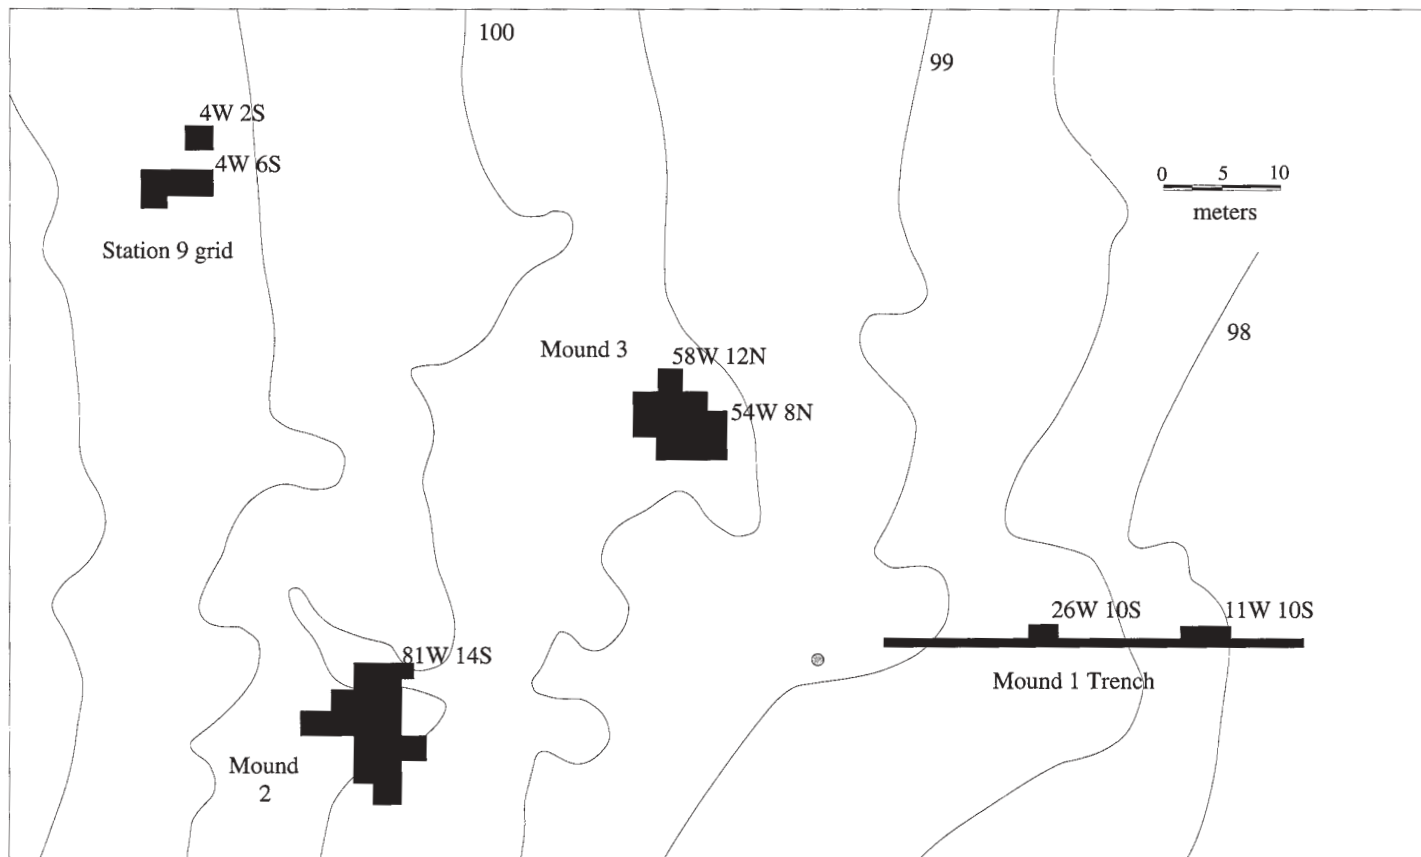 100
99
4W 2S
4W 6S
0 5 10
meters
Station 9 grid
98
Mound 3
58W 12N
54W 8N
26W 10S
11W 10S
81W 14S
Mound 1 Trench
Mound
2